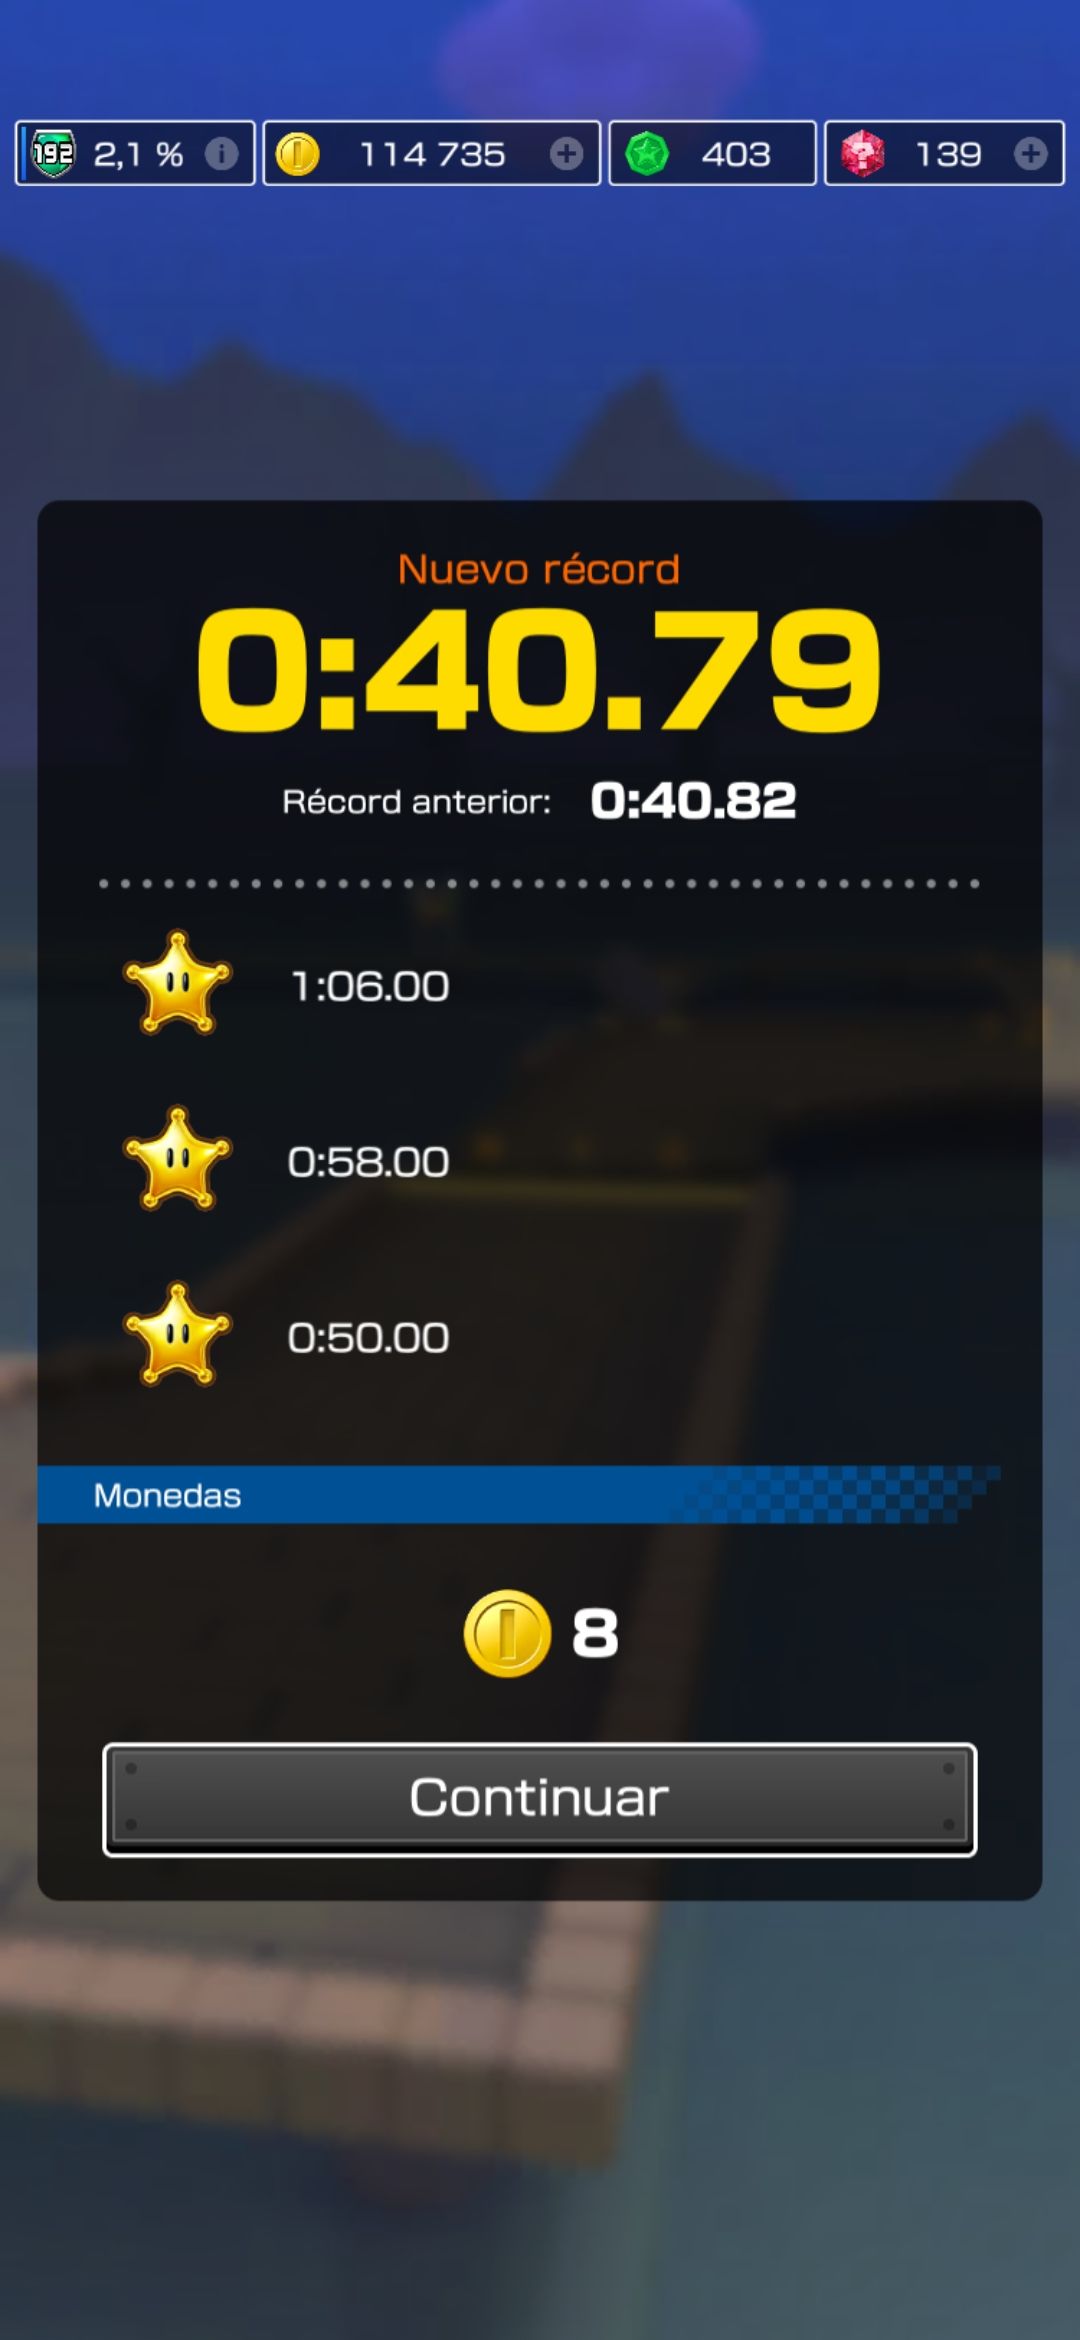 192 2,1 % i 114 735 + 403 ? 139 +
Nuevo récord
0:40.79
Récord anterior: 0:40.82
1:06.00
0:58.00
0:50.00
Monedas
8
Continuar